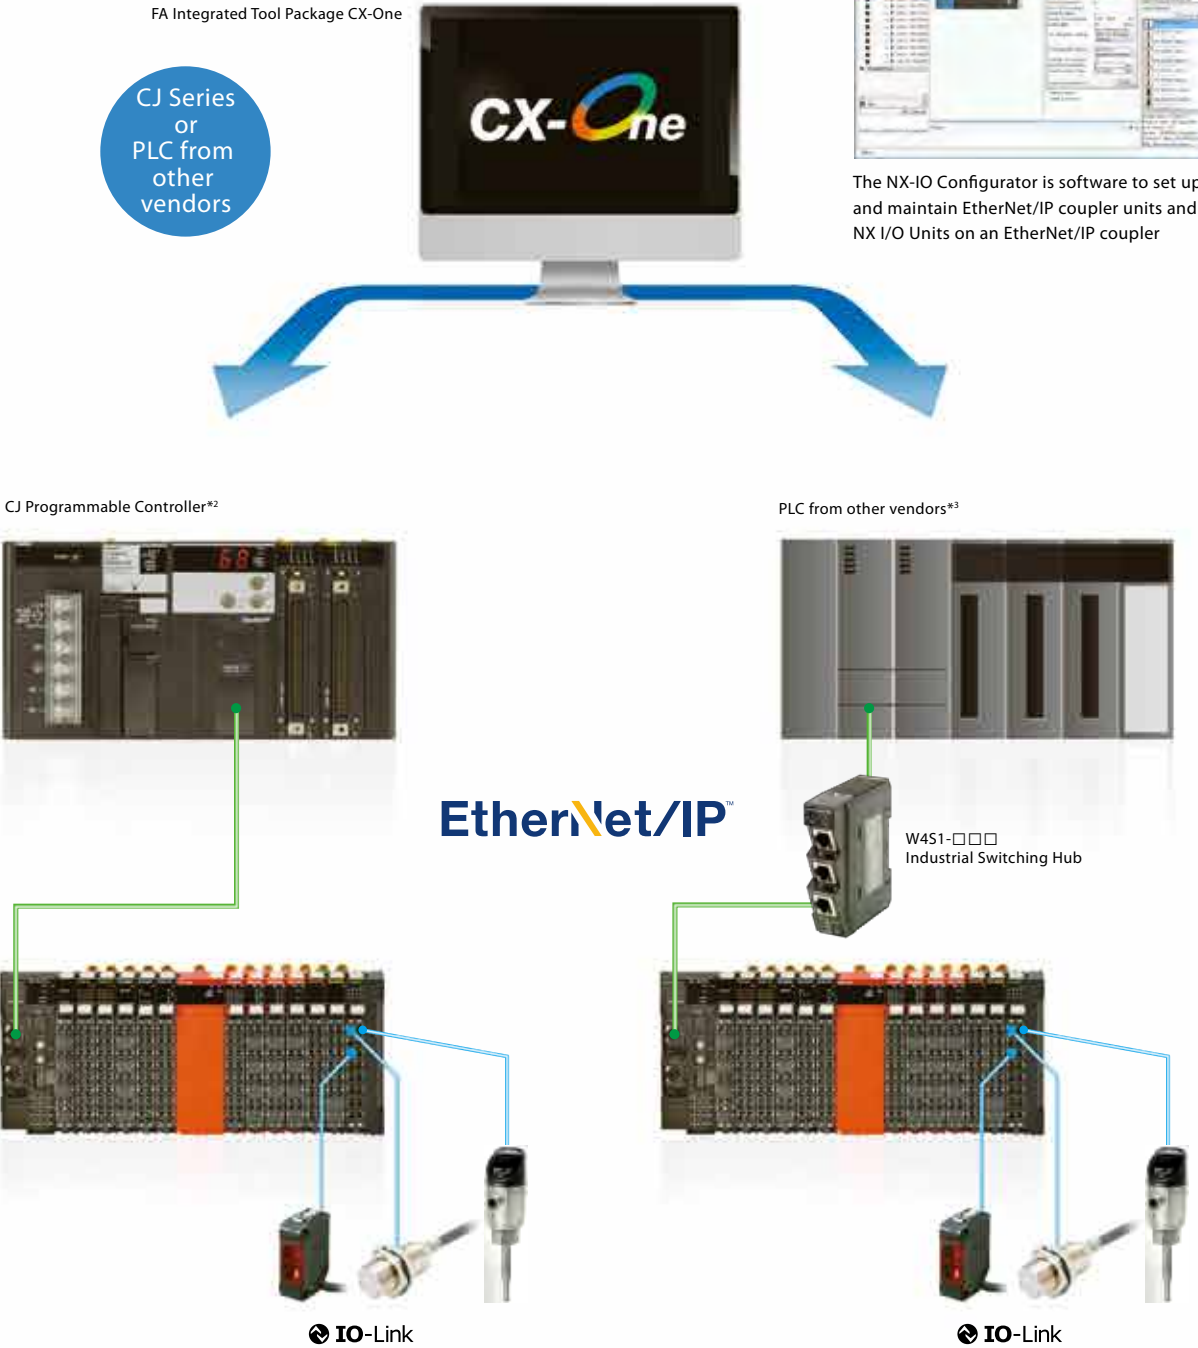 FA Integrated Tool Package CX-One
CJ Series
or
PLC from
other
vendors
CX-One
The NX-IO Configurator is software to set up
and maintain EtherNet/IP coupler units and
NX I/O Units on an EtherNet/IP coupler
CJ Programmable Controller*2
PLC from other vendors*3
68
EtherNet/IP™
W4S1-□□□
Industrial Switching Hub
IO-Link
IO-Link